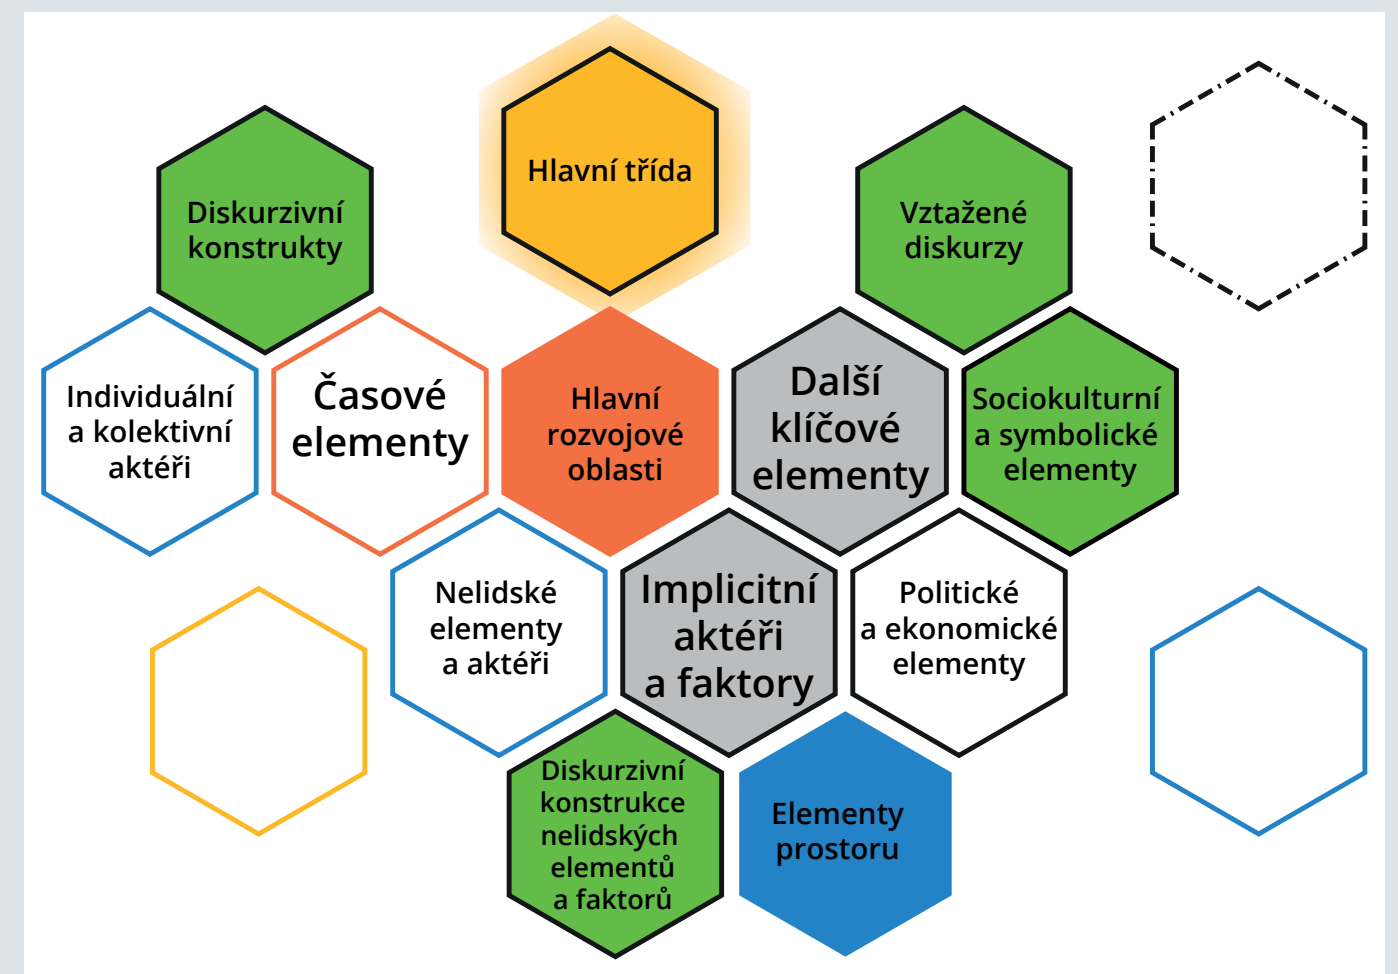 Hlavní třída
Diskurzivní
konstrukty
Vztažené
diskurzy
Individuální
a kolektivní
aktéři
Časové
elementy
Hlavní
rozvojové
oblasti
Další
klíčové
elementy
Sociokulturní
a symbolické
elementy
Nelidské
elementy
a aktéři
Implicitní
aktéři
a faktory
Politické
a ekonomické
elementy
Diskurzivní
konstrukce
nelidských
elementů
a faktorů
Elementy
prostoru